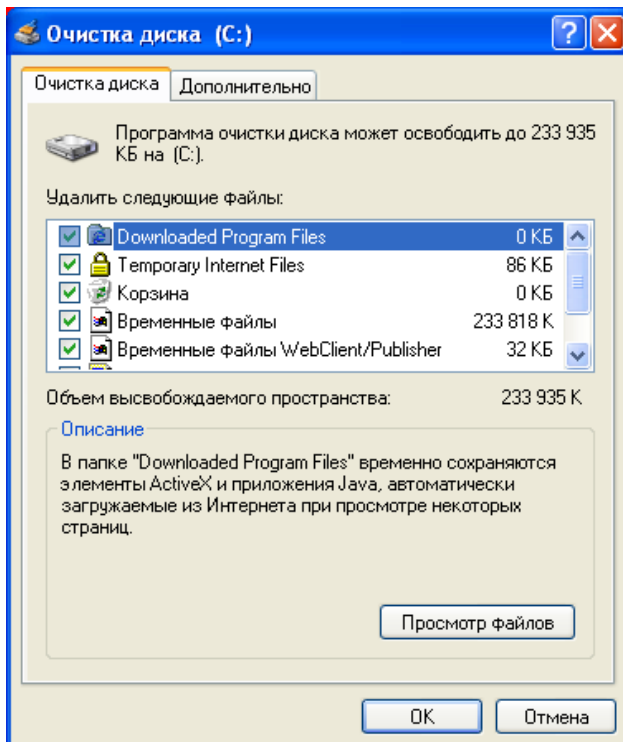 Очистка диска (C:)
Очистка диска Дополнительно
Программа очистки диска может освободить до 233 935
КБ на (C:).
Удалить следующие файлы:
Downloaded Program Files 0 КБ
Temporary Internet Files 86 КБ
Корзина 0 КБ
Временные файлы 233 818 К
Временные файлы WebClient/Publisher 32 КБ
Объем высвобождаемого пространства: 233 935 К
Описание
В папке "Downloaded Program Files" временно сохраняются
элементы ActiveX и приложения Java, автоматически
загружаемые из Интернета при просмотре некоторых
страниц.
Просмотр файлов
OK Отмена